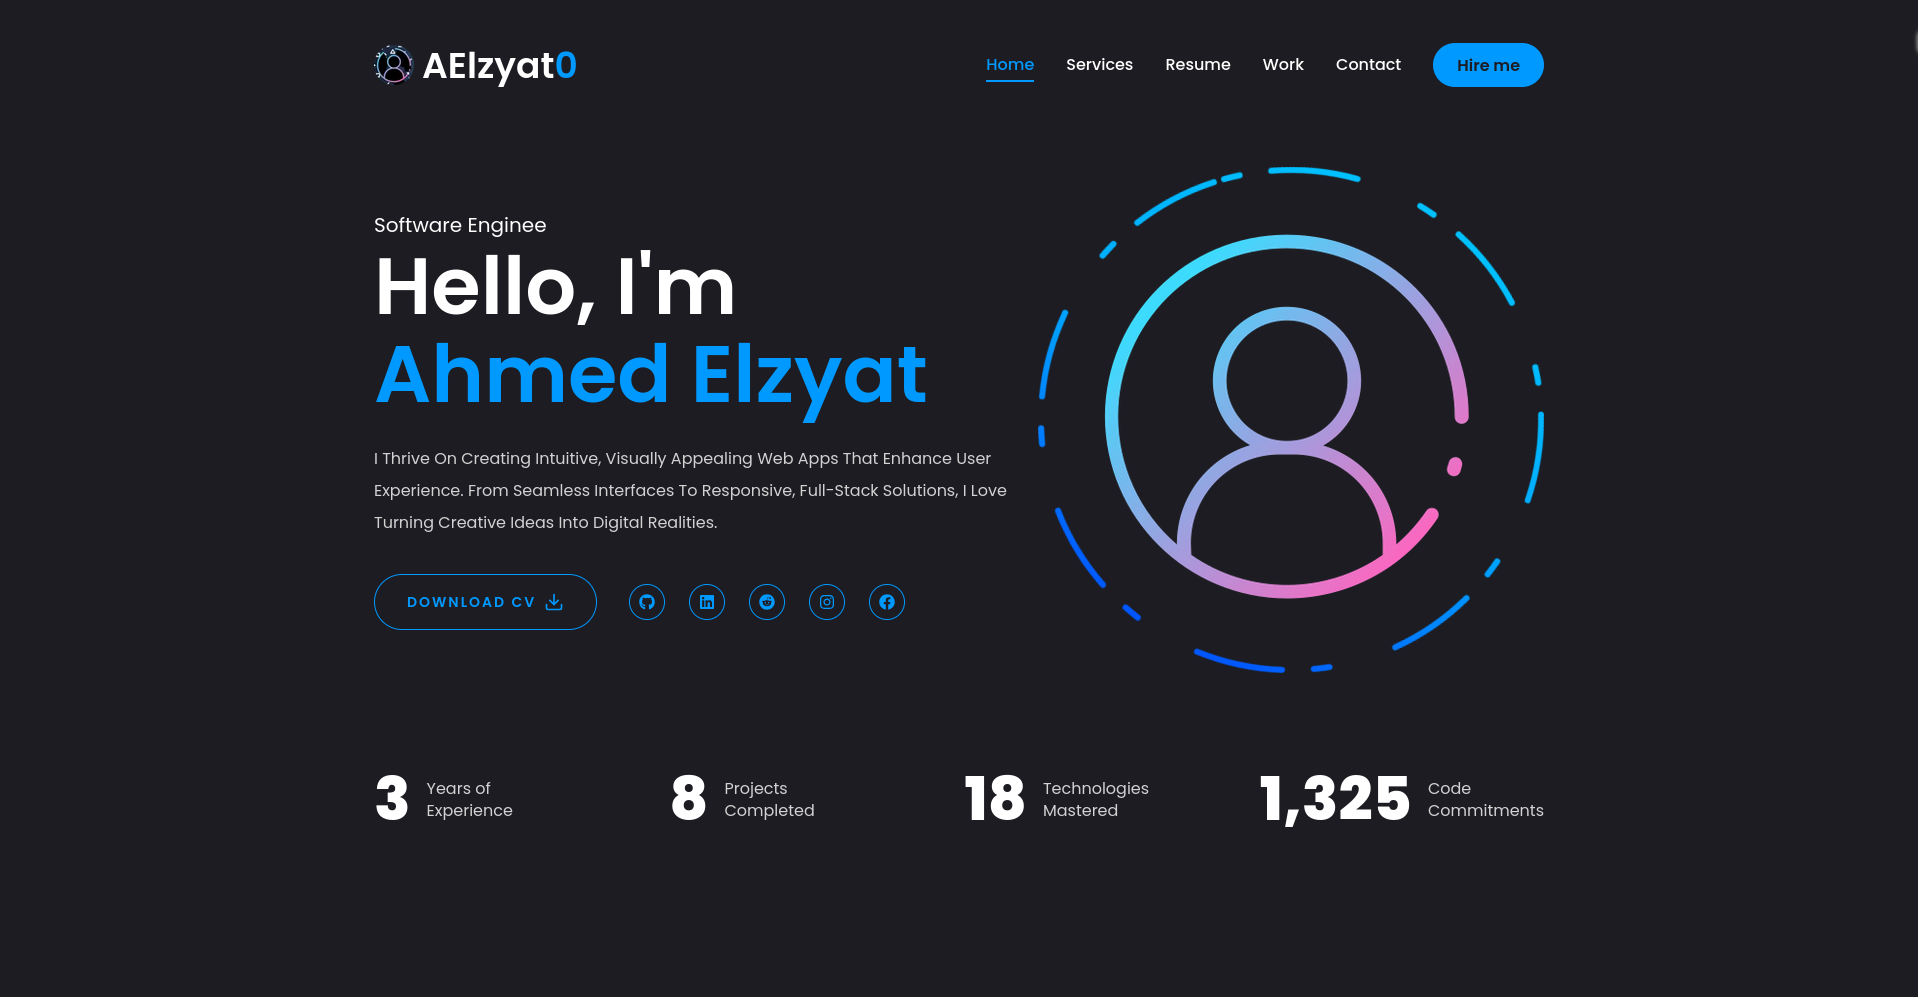 AElzyat0
Home Services Resume Work Contact Hire me
Software Enginee
Hello, I'm
Ahmed Elzyat
I Thrive On Creating Intuitive, Visually Appealing Web Apps That Enhance User
Experience. From Seamless Interfaces To Responsive, Full-Stack Solutions, I Love
Turning Creative Ideas Into Digital Realities.
DOWNLOAD CV
3
Years of
Experience
8
Projects
Completed
18
Technologies
Mastered
1,325
Code
Commitments